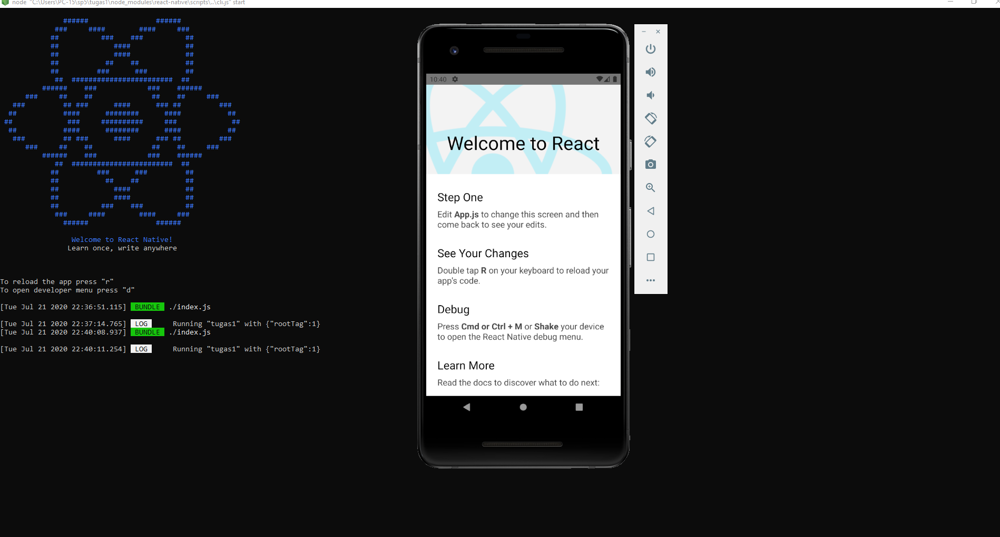 node "C:\Users\PC-15\sp5\tugas1\node_modules\react-native\scripts\..\cli.js" start
Welcome to React Native!
Learn once, write anywhere
To reload the app press "r"
To open developer menu press "d"
[Tue Jul 21 2020 22:36:51.115] BUNDLE ./index.js
[Tue Jul 21 2020 22:37:14.765] LOG Running "tugas1" with {"rootTag":1}
[Tue Jul 21 2020 22:40:08.937] BUNDLE ./index.js
[Tue Jul 21 2020 22:40:11.254] LOG Running "tugas1" with {"rootTag":1}
10:40
Welcome to React
Step One
Edit App.js to change this screen and then
come back to see your edits.
See Your Changes
Double tap R on your keyboard to reload your
app's code.
Debug
Press Cmd or Ctrl + M or Shake your device
to open the React Native debug menu.
Learn More
Read the docs to discover what to do next: